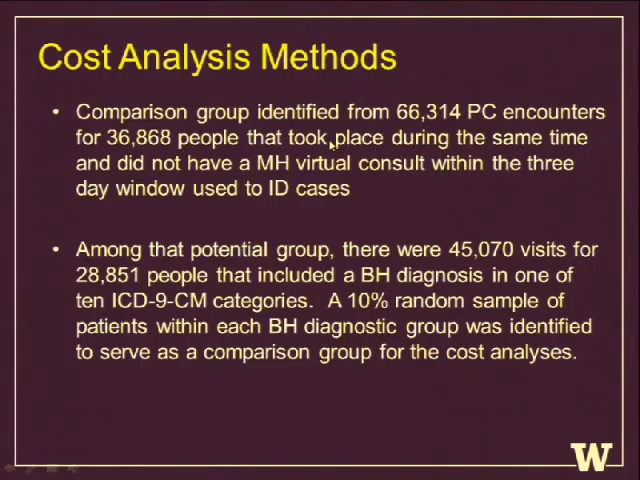 Cost Analysis Methods
• Comparison group identified from 66,314 PC encounters
for 36,868 people that took place during the same time
and did not have a MH virtual consult within the three
day window used to ID cases
• Among that potential group, there were 45,070 visits for
28,851 people that included a BH diagnosis in one of
ten ICD-9-CM categories. A 10% random sample of
patients within each BH diagnostic group was identified
to serve as a comparison group for the cost analyses.
W